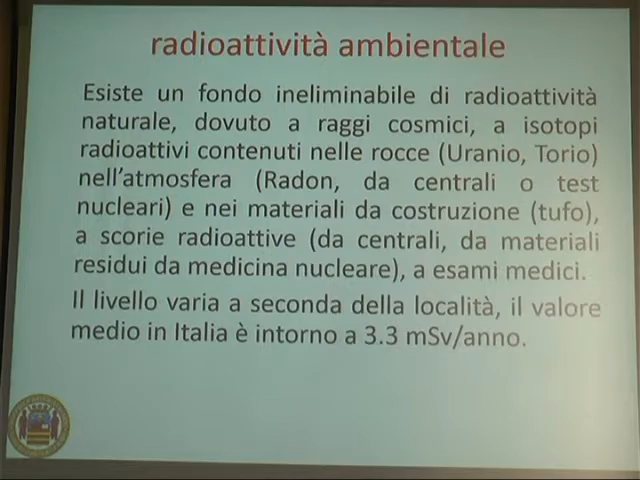 radioattività ambientale
Esiste un fondo ineliminabile di radioattività
naturale, dovuto a raggi cosmici, a isotopi
radioattivi contenuti nelle rocce (Uranio, Torio)
nell'atmosfera (Radon, da centrali o test
nucleari) e nei materiali da costruzione (tufo),
a scorie radioattive (da centrali, da materiali
residui da medicina nucleare), a esami medici.
Il livello varia a seconda della località, il valore
medio in Italia è intorno a 3.3 mSv/anno.